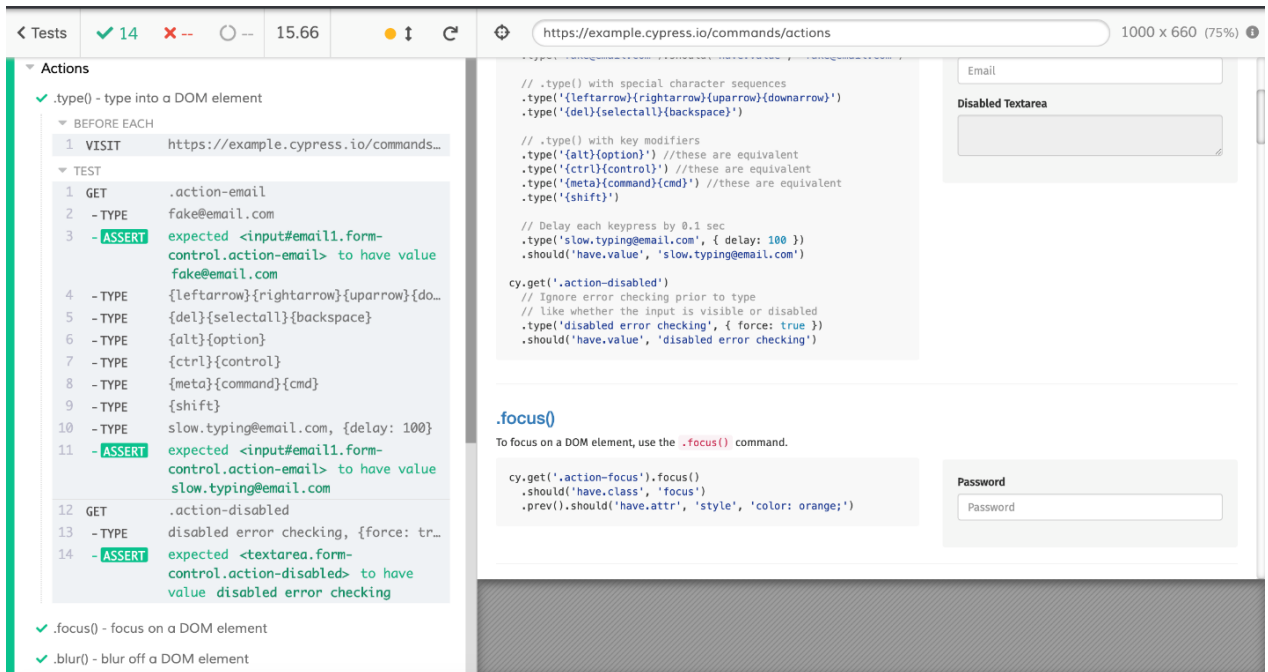 Tests
14
--
--
15.66
https://example.cypress.io/commands/actions
1000 x 660 (75%)
Actions
.type() - type into a DOM element
BEFORE EACH
1 VISIT https://example.cypress.io/commands…
TEST
1 GET .action-email
2 -TYPE fake@email.com
3 -ASSERT expected <input#email1.form-
control.action-email> to have value
fake@email.com
4 -TYPE {leftarrow}{rightarrow}{uparrow}{do…
5 -TYPE {del}{selectall}{backspace}
6 -TYPE {alt}{option}
7 -TYPE {ctrl}{control}
8 -TYPE {meta}{command}{cmd}
9 -TYPE {shift}
10 -TYPE slow.typing@email.com, {delay: 100}
11 -ASSERT expected <input#email1.form-
control.action-email> to have value
slow.typing@email.com
12 GET .action-disabled
13 -TYPE disabled error checking, {force: tr…
14 -ASSERT expected <textarea.form-
control.action-disabled> to have
value disabled error checking
.focus() - focus on a DOM element
.blur() - blur off a DOM element
.type('fake@email.com').should('have.value', 'fake@email.com')
// .type() with special character sequences
.type('{leftarrow}{rightarrow}{uparrow}{downarrow}')
.type('{del}{selectall}{backspace}')
// .type() with key modifiers
.type('{alt}{option}') //these are equivalent
.type('{ctrl}{control}') //these are equivalent
.type('{meta}{command}{cmd}') //these are equivalent
.type('{shift}')
// Delay each keypress by 0.1 sec
.type('slow.typing@email.com', { delay: 100 })
.should('have.value', 'slow.typing@email.com')
cy.get('.action-disabled')
// Ignore error checking prior to type
// like whether the input is visible or disabled
.type('disabled error checking', { force: true })
.should('have.value', 'disabled error checking')
Email
Disabled Textarea
.focus()
To focus on a DOM element, use the .focus() command.
cy.get('.action-focus').focus()
.should('have.class', 'focus')
.prev().should('have.attr', 'style', 'color: orange;')
Password
Password